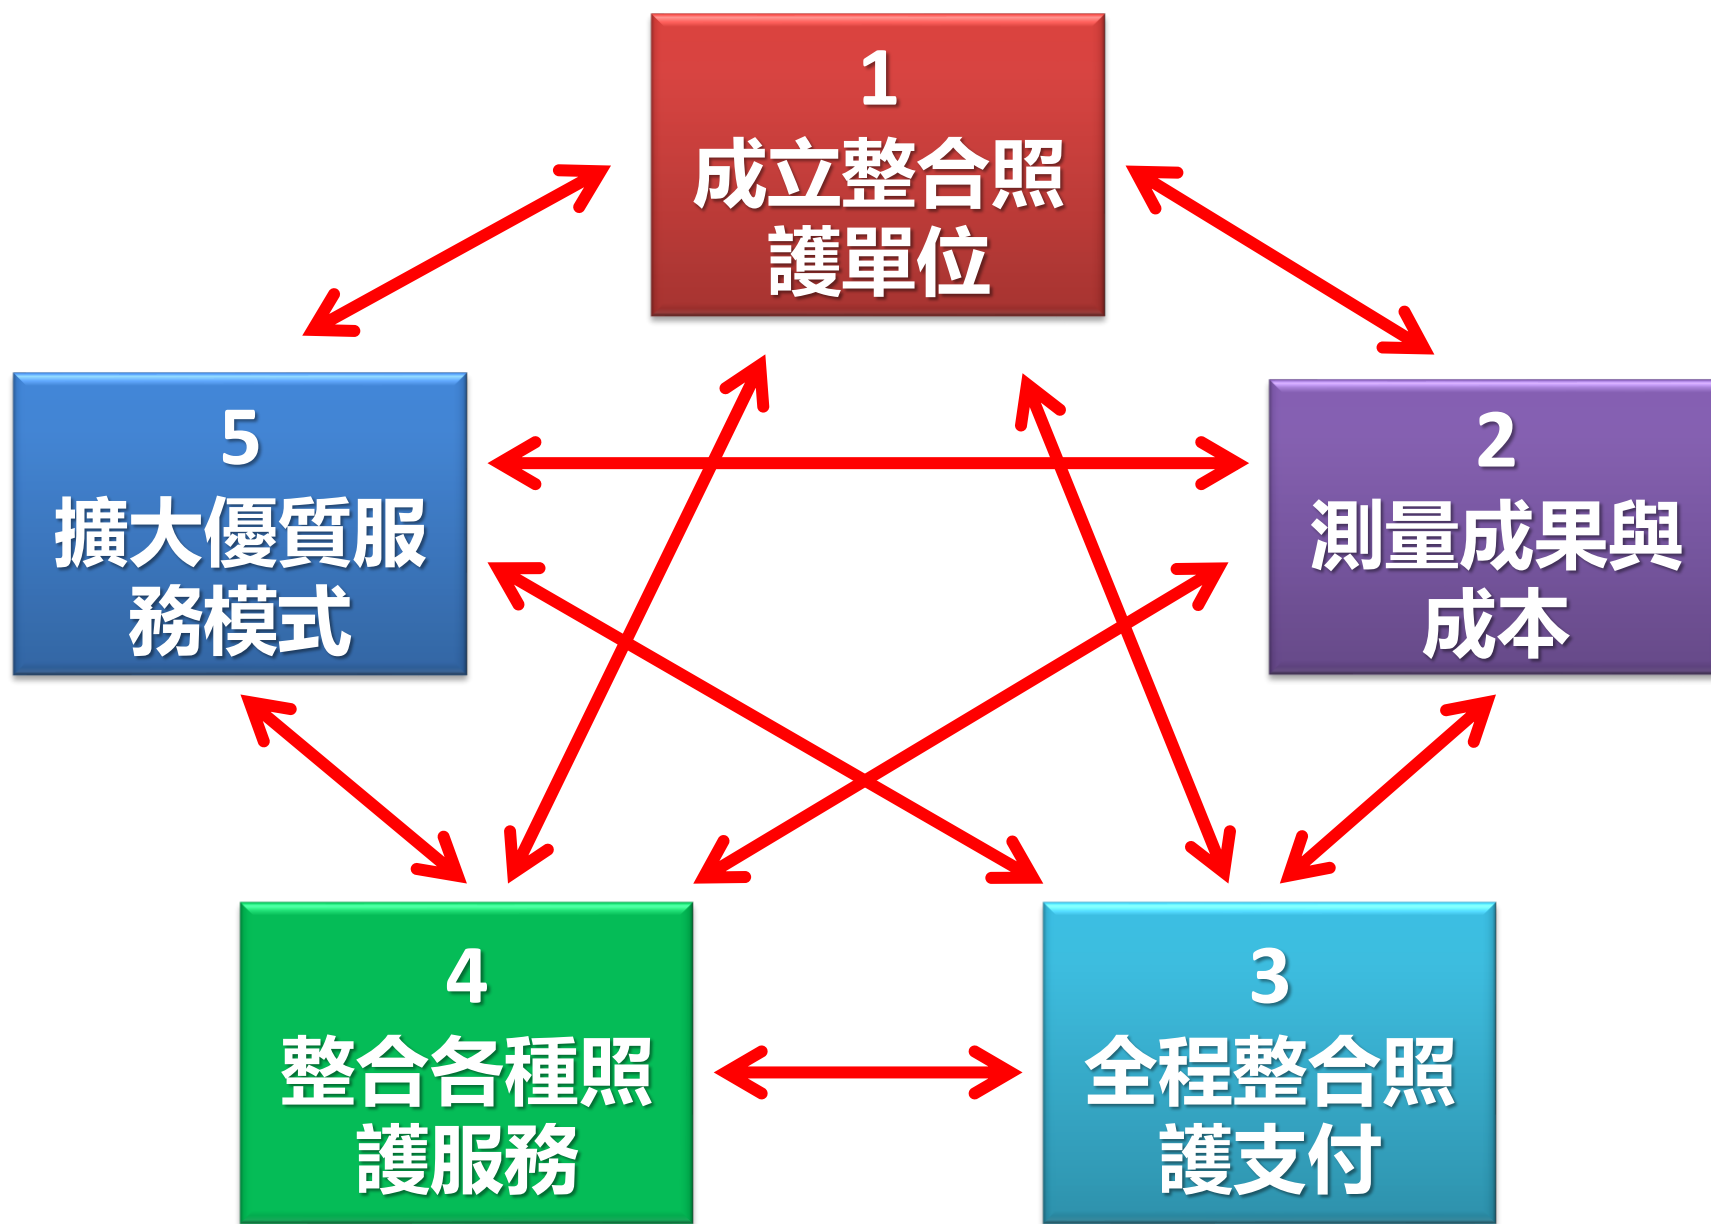 1
成立整合照
護單位
5
擴大優質服
務模式
2
測量成果與
成本
4
整合各種照
護服務
3
全程整合照
護支付